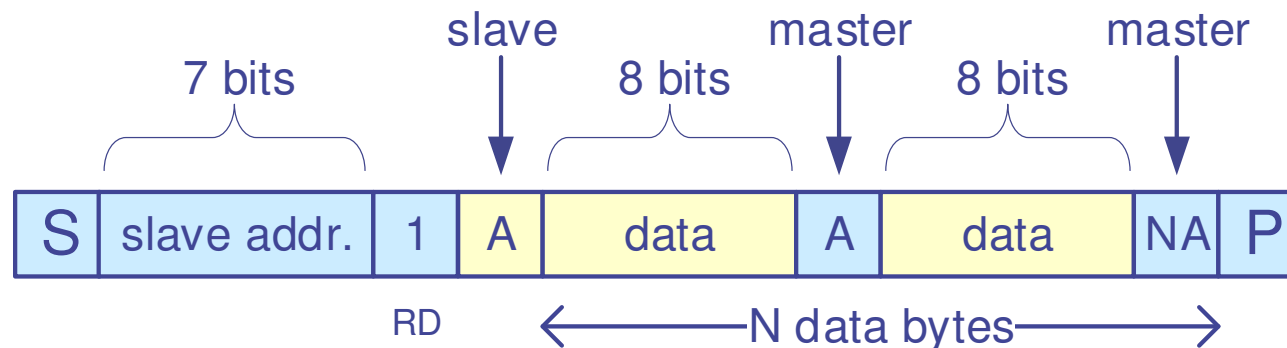 slave master master
7 bits 8 bits 8 bits
S slave addr. 1 A data A data NA P
RD N data bytes